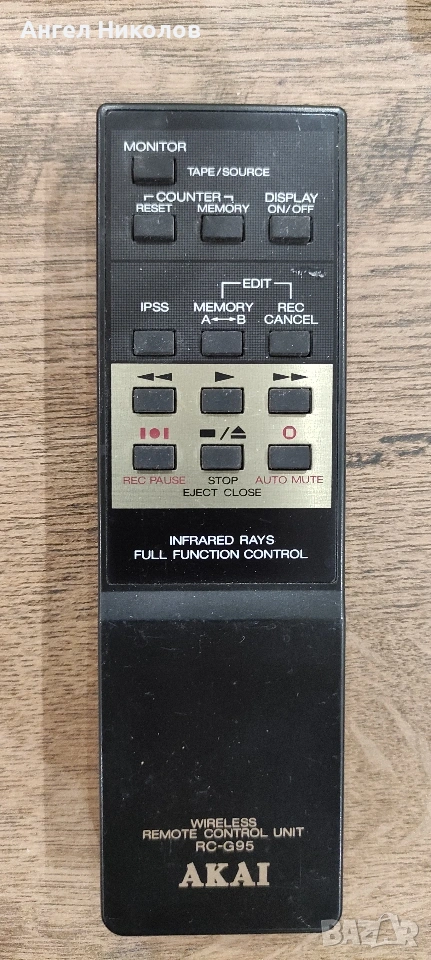 Ангел Николов
MONITOR
TAPE/SOURCE
COUNTER DISPLAY
RESET MEMORY ON/OFF
EDIT
IPSS MEMORY REC
A↔B CANCEL
REC PAUSE STOP AUTO MUTE
EJECT CLOSE
INFRARED RAYS
FULL FUNCTION CONTROL
WIRELESS
REMOTE CONTROL UNIT
RC-G95
AKAI
BAZAR